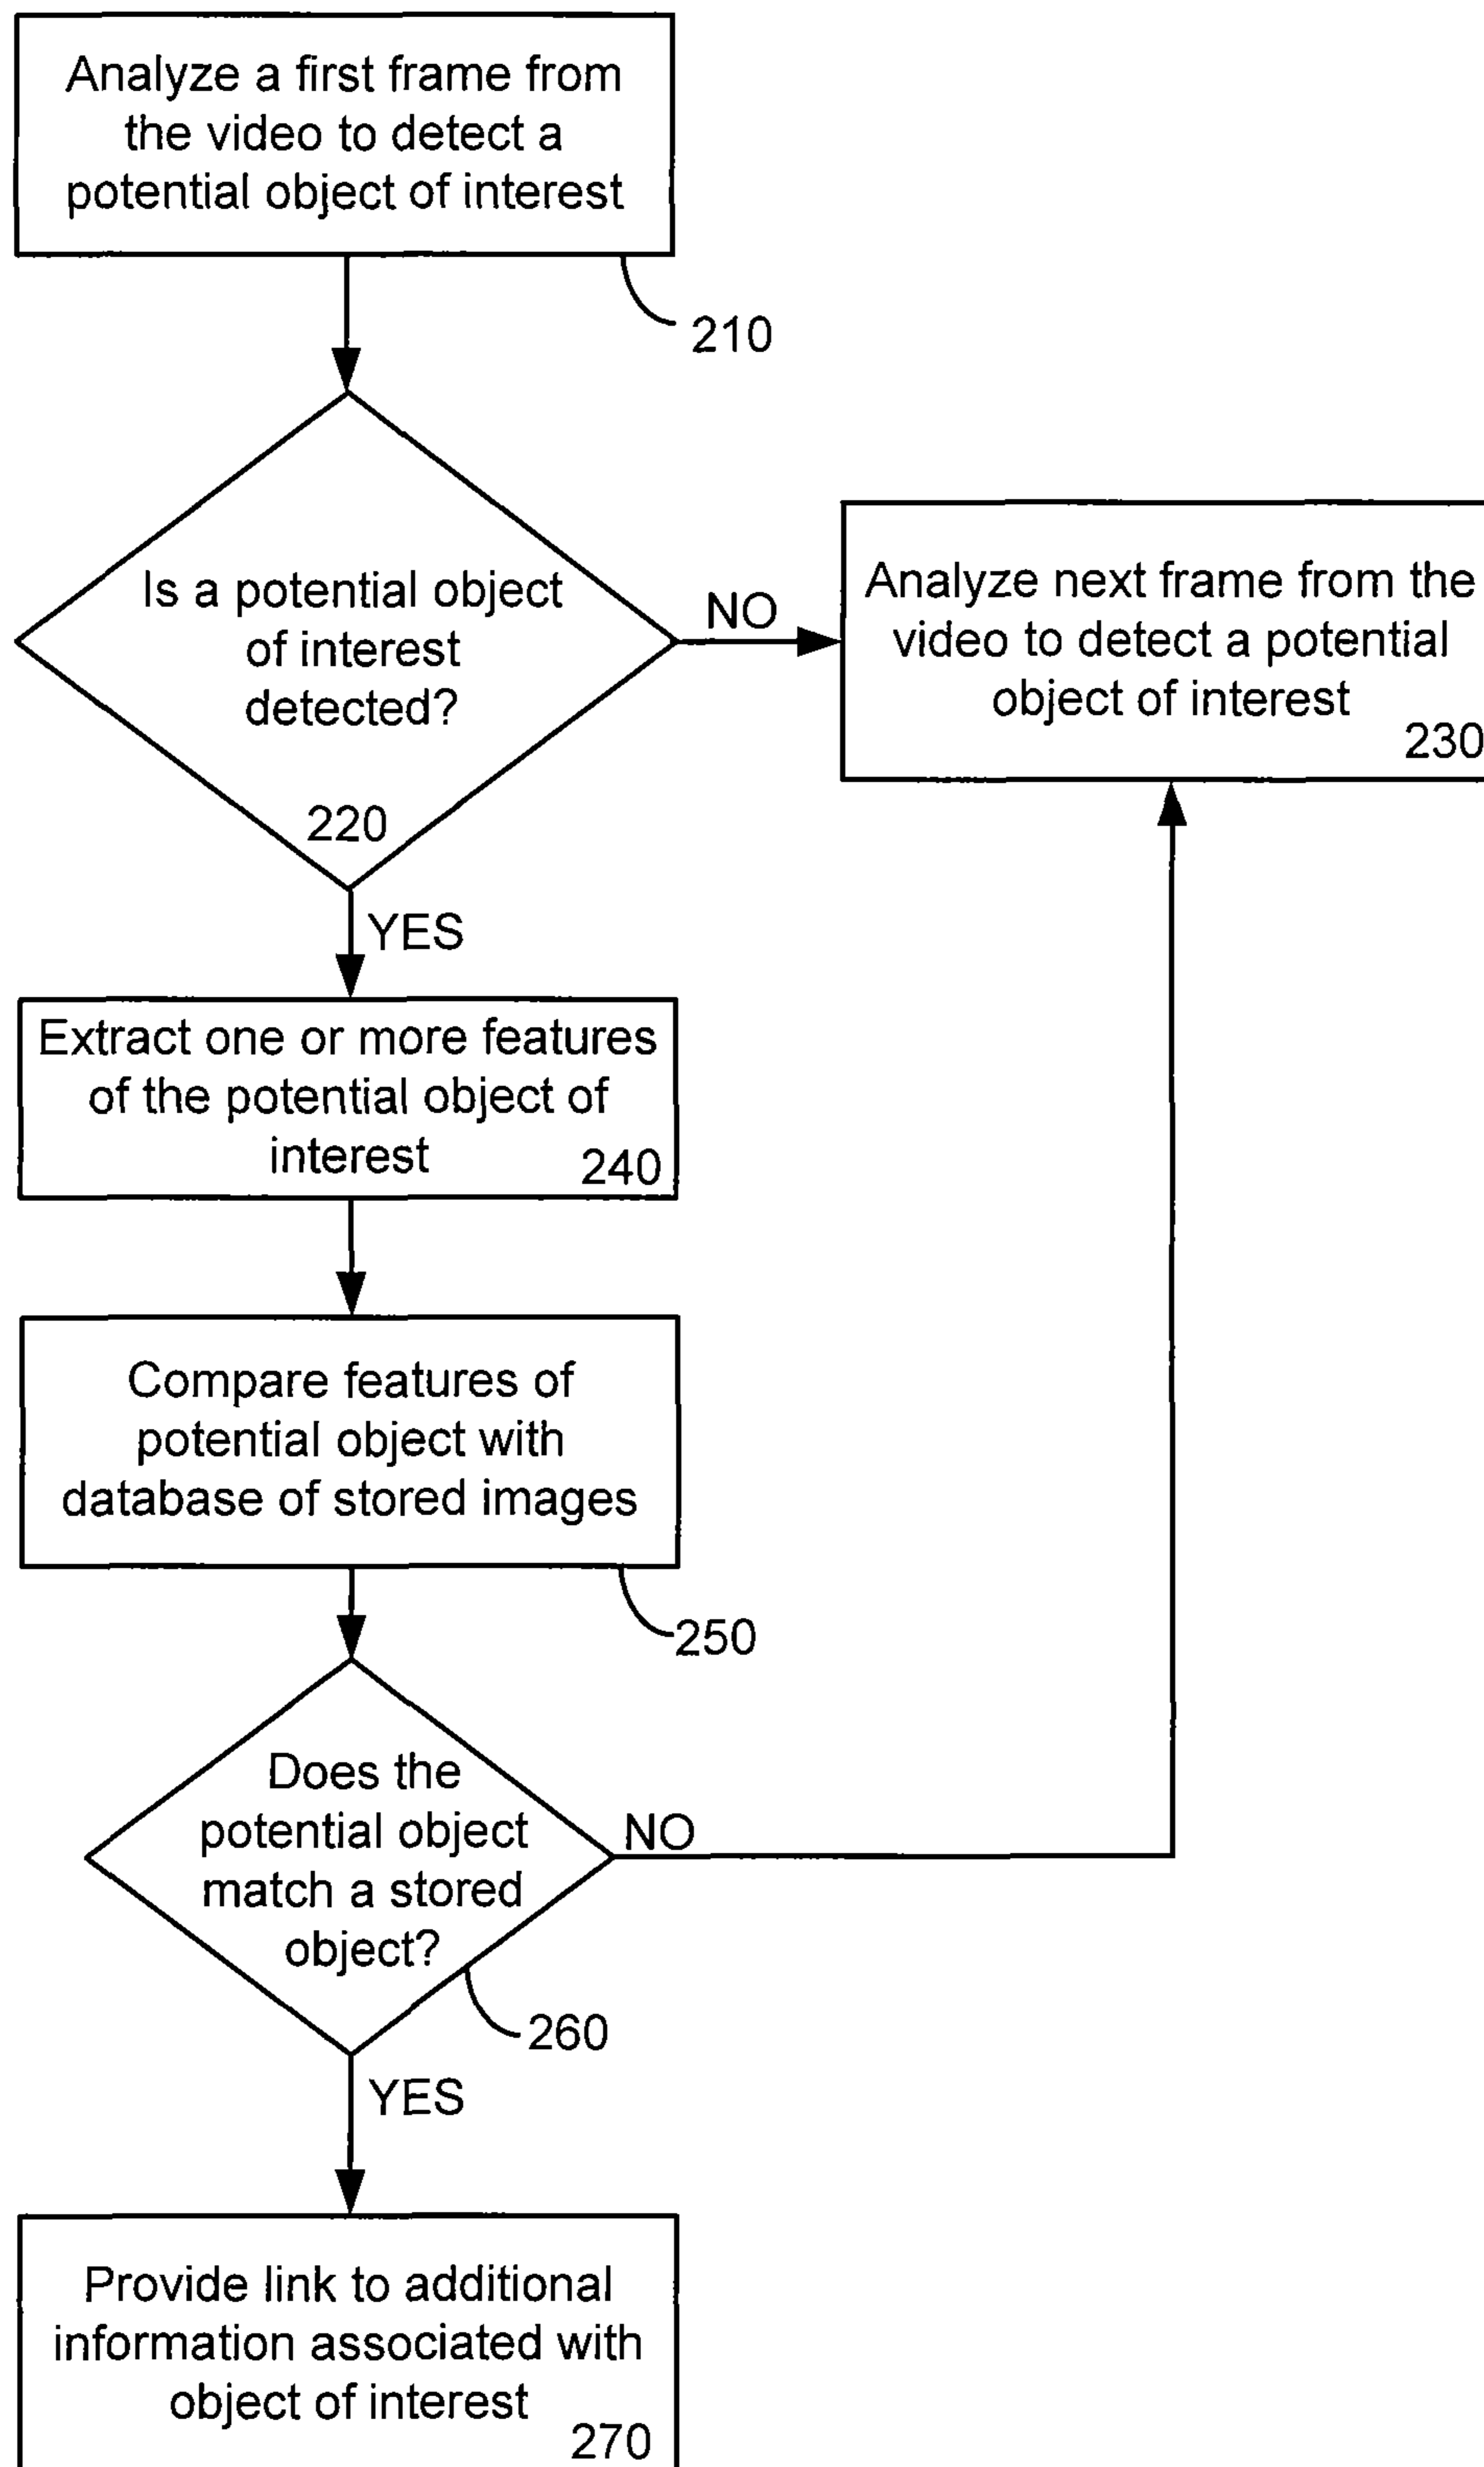 Analyze a first frame from
the video to detect a
potential object of interest
210
Is a potential object
of interest
detected?
220
NO
Analyze next frame from the
video to detect a potential
object of interest
230
YES
Extract one or more features
of the potential object of
interest
240
Compare features of
potential object with
database of stored images
250
Does the
potential object
match a stored
object?
NO
260
YES
Provide link to additional
information associated with
object of interest
270